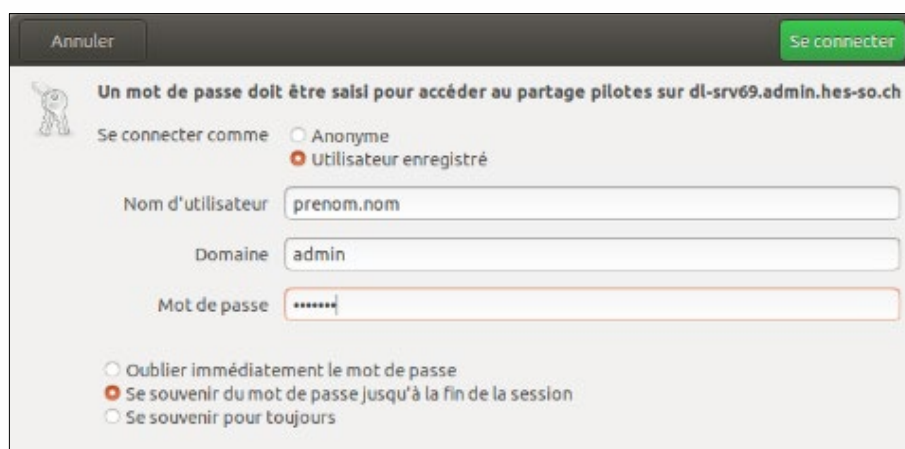 Annuler
Se connecter
Un mot de passe doit être saisi pour accéder au partage pilotes sur dl-srv69.admin.hes-so.ch
Se connecter comme
Anonyme
Utilisateur enregistré
Nom d'utilisateur
prenom.nom
Domaine
admin
Mot de passe
•••••••
Oublier immédiatement le mot de passe
Se souvenir du mot de passe jusqu'à la fin de la session
Se souvenir pour toujours